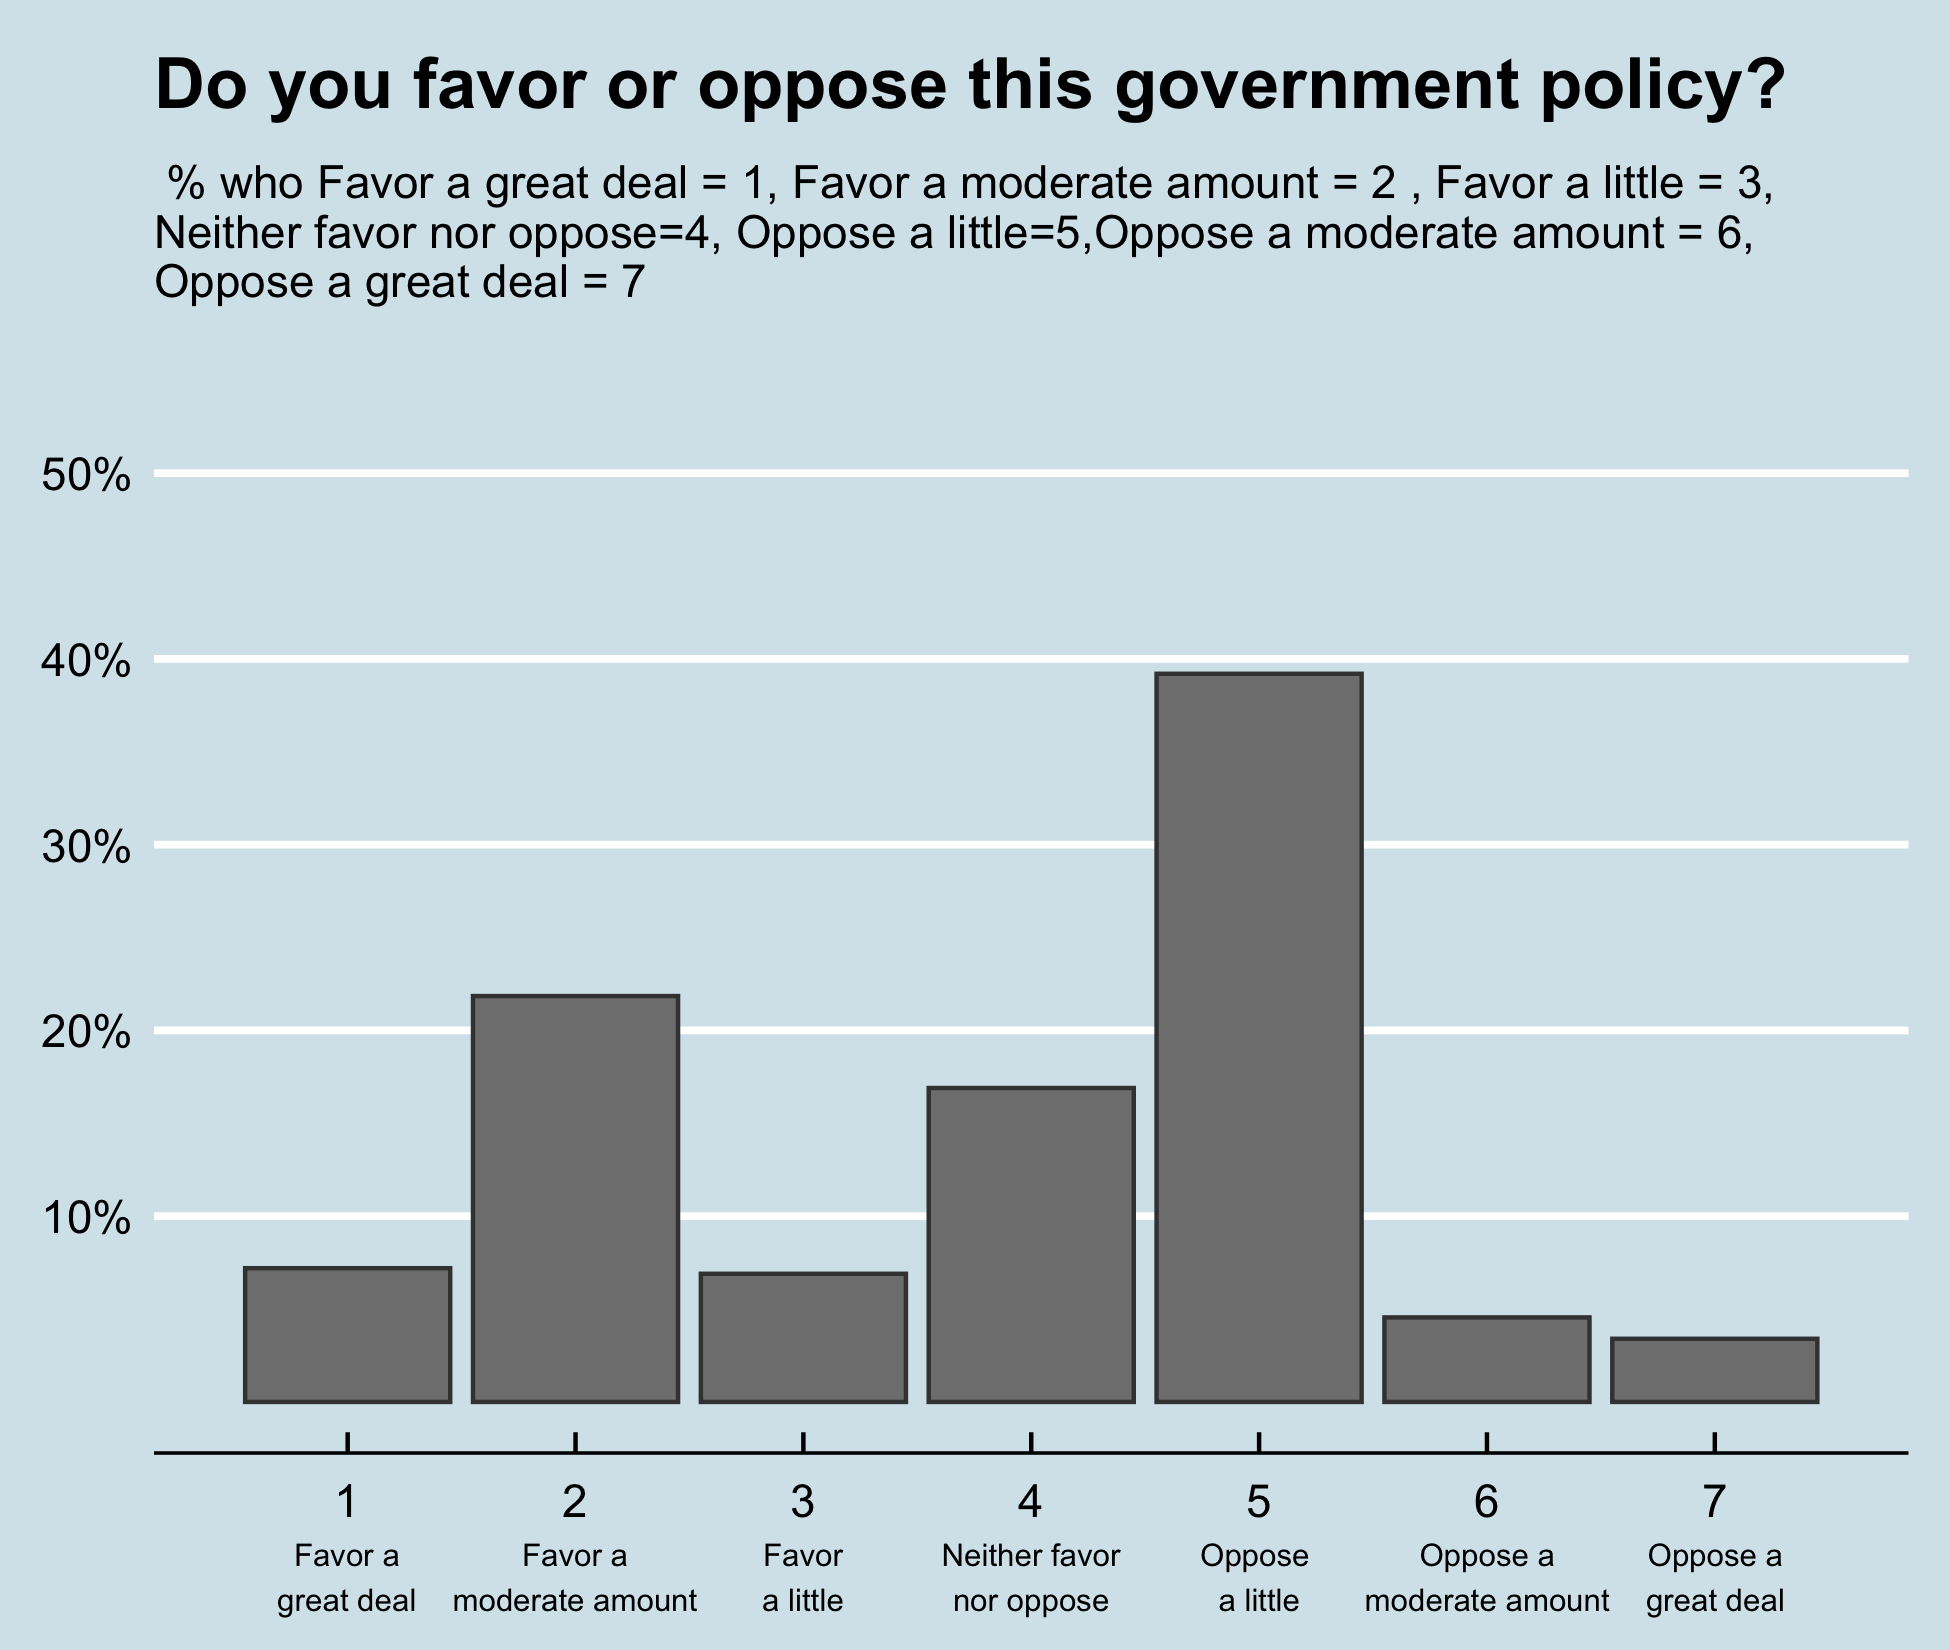 Do you favor or oppose this government policy?
% who Favor a great deal = 1, Favor a moderate amount = 2 , Favor a little = 3,
Neither favor nor oppose=4, Oppose a little=5,Oppose a moderate amount = 6,
Oppose a great deal = 7
50%
40%
30%
20%
10%
1 2 3 4 5 6 7
Favor a Favor a Favor Neither favor Oppose Oppose a Oppose a
great deal moderate amount a little nor oppose a little moderate amount great deal